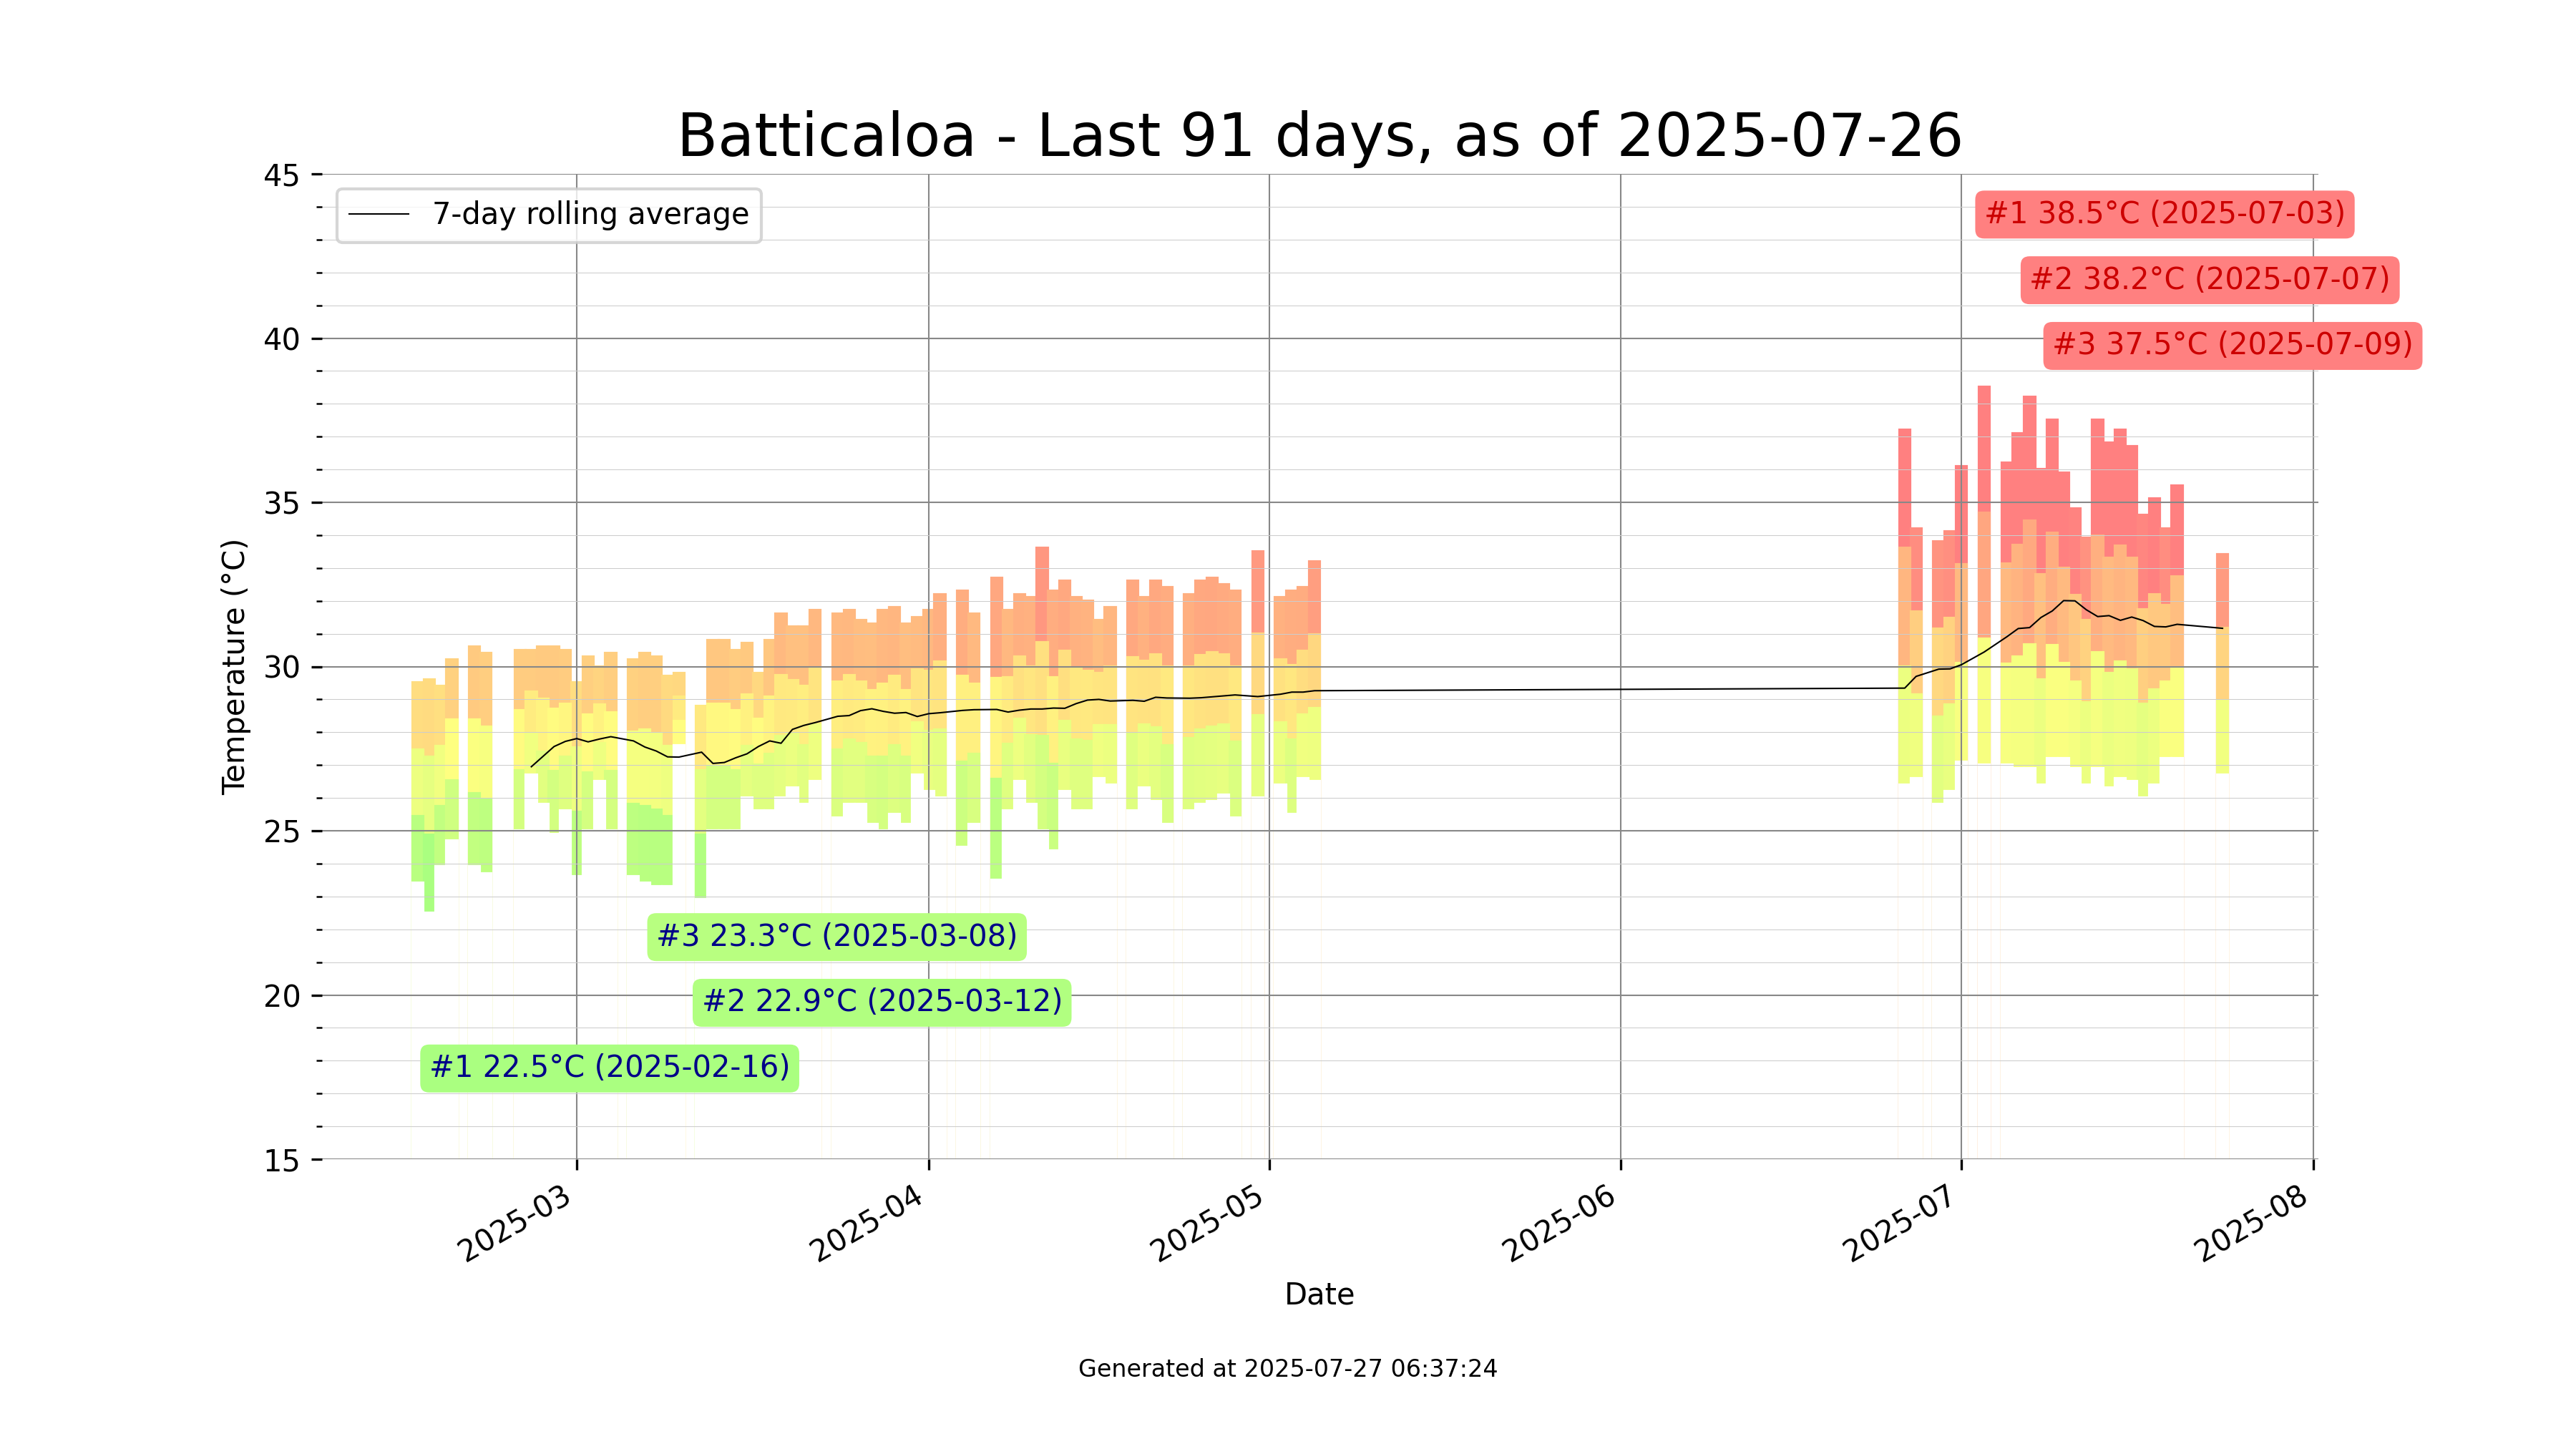 Batticaloa - Last 91 days, as of 2025-07-26
45
7-day rolling average
#1 38.5°C (2025-07-03)
#2 38.2°C (2025-07-07)
40
#3 37.5°C (2025-07-09)
35
Temperature (°C)
30
25
#3 23.3°C (2025-03-08)
20
#2 22.9°C (2025-03-12)
#1 22.5°C (2025-02-16)
15
2025-03
2025-04
2025-05
2025-06
2025-07
2025-08
Date
Generated at 2025-07-27 06:37:24